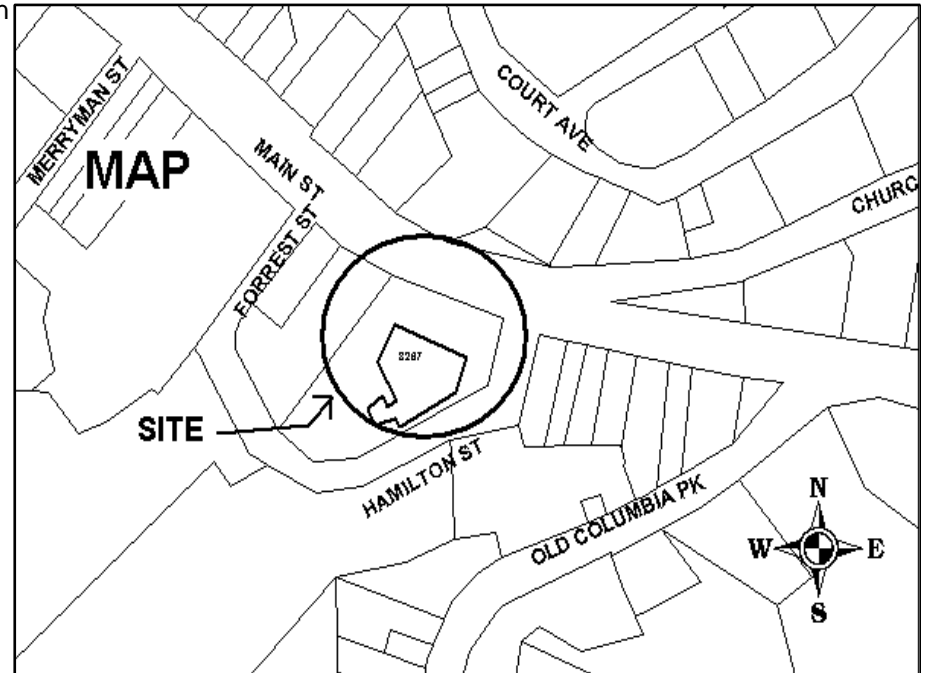 n
COURT AVE
MERRYMAN ST
MAP
MAIN ST
CHURC
FORREST ST
SITE
HAMILTON ST
OLD COLUMBIA PK
N
W E
S